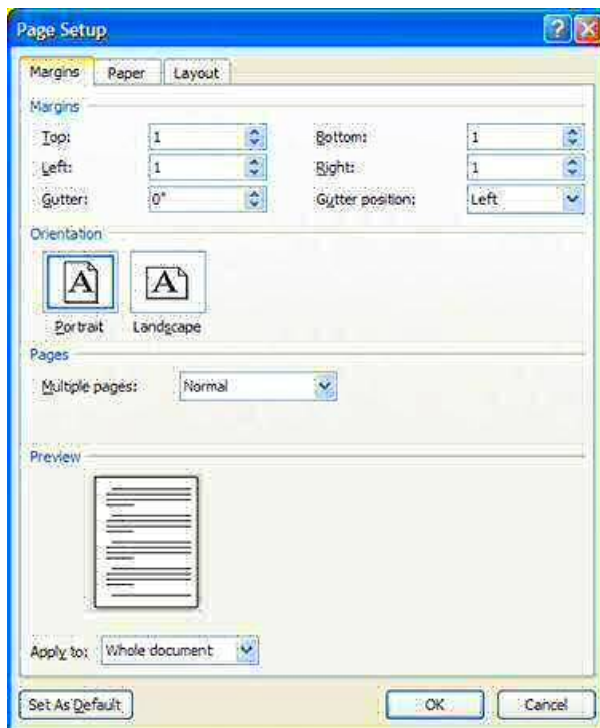 Page Setup
Margins Paper Layout
Margins
Top: 1 Bottom: 1
Left: 1 Right: 1
Gutter: 0" Gutter position: Left
Orientation
A A
Portrait Landscape
Pages
Multiple pages: Normal
Preview
Apply to: Whole document
Set As Default OK Cancel